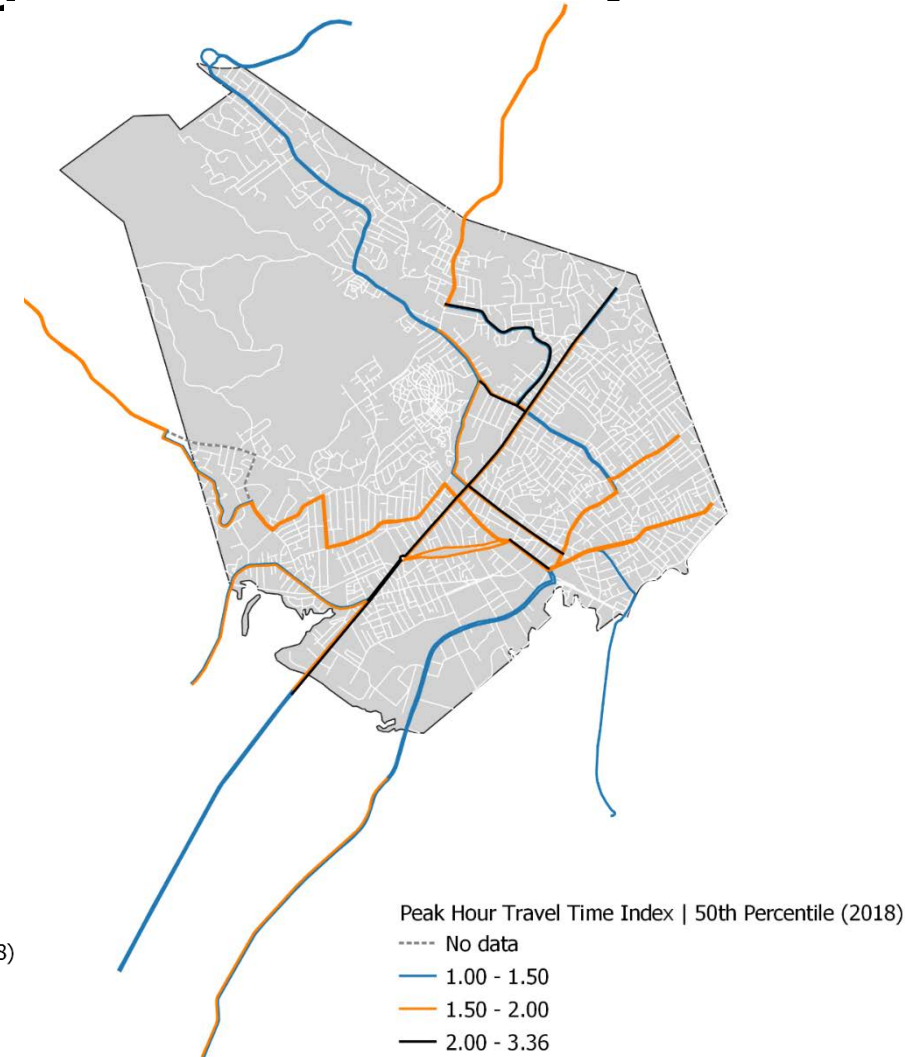 8)
Peak Hour Travel Time Index | 50th Percentile (2018)
No data
1.00 - 1.50
1.50 - 2.00
2.00 - 3.36